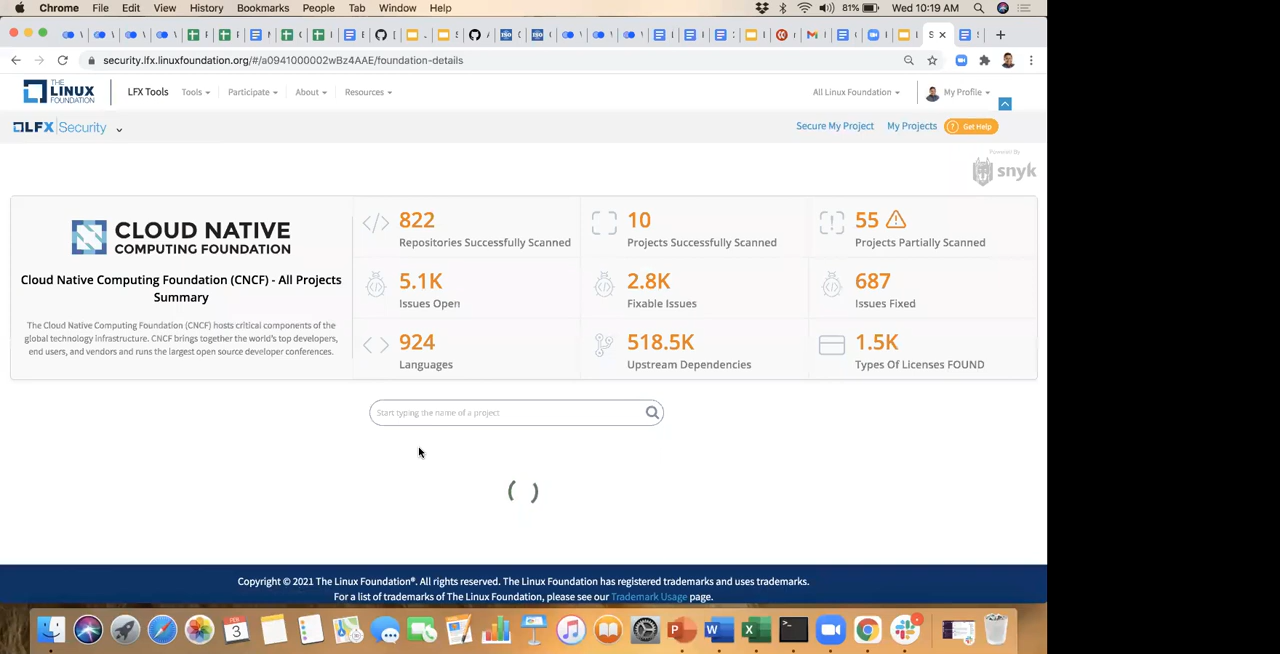 Chrome File Edit View History Bookmarks People Tab Window Help 81% Wed 10:19 AM
security.lfx.linuxfoundation.org/#/a0941000002wBz4AAE/foundation-details
THE LINUX FOUNDATION LFX Tools Tools Participate About Resources All Linux Foundation My Profile
LFX Security Secure My Project My Projects ? Get Help
Powered By
snyk
CLOUD NATIVE
COMPUTING FOUNDATION
Cloud Native Computing Foundation (CNCF) - All Projects
Summary
The Cloud Native Computing Foundation (CNCF) hosts critical components of the
global technology infrastructure. CNCF brings together the world's top developers,
end users, and vendors and runs the largest open source developer conferences.
822
Repositories Successfully Scanned
10
Projects Successfully Scanned
55
Projects Partially Scanned
5.1K
Issues Open
2.8K
Fixable Issues
687
Issues Fixed
924
Languages
518.5K
Upstream Dependencies
1.5K
Types Of Licenses FOUND
Start typing the name of a project
Copyright © 2021 The Linux Foundation®. All rights reserved. The Linux Foundation has registered trademarks and uses trademarks.
For a list of trademarks of The Linux Foundation, please see our Trademark Usage page.
FEB
3